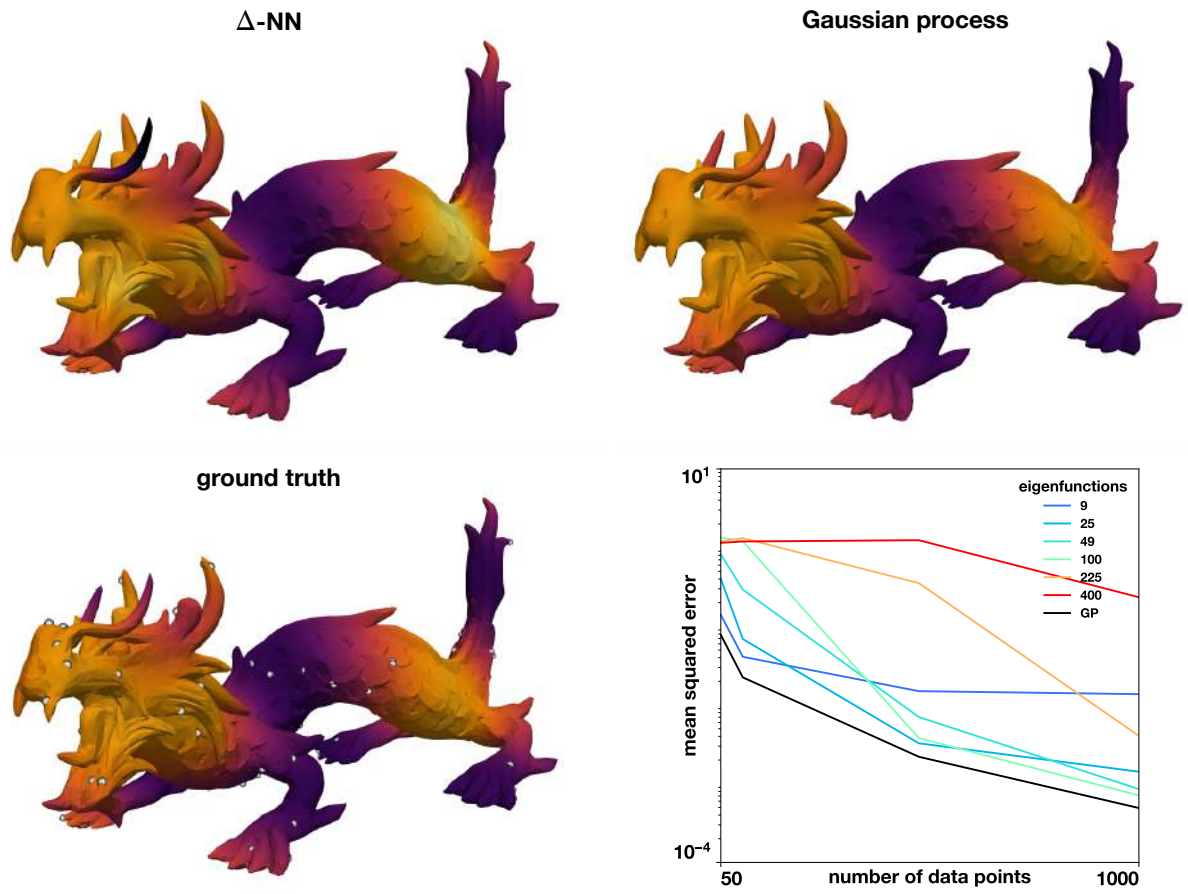 Δ-NN
Gaussian process
ground truth
10¹
eigenfunctions
9
25
49
100
225
400
GP
mean squared error
10⁻⁴
50
number of data points
1000